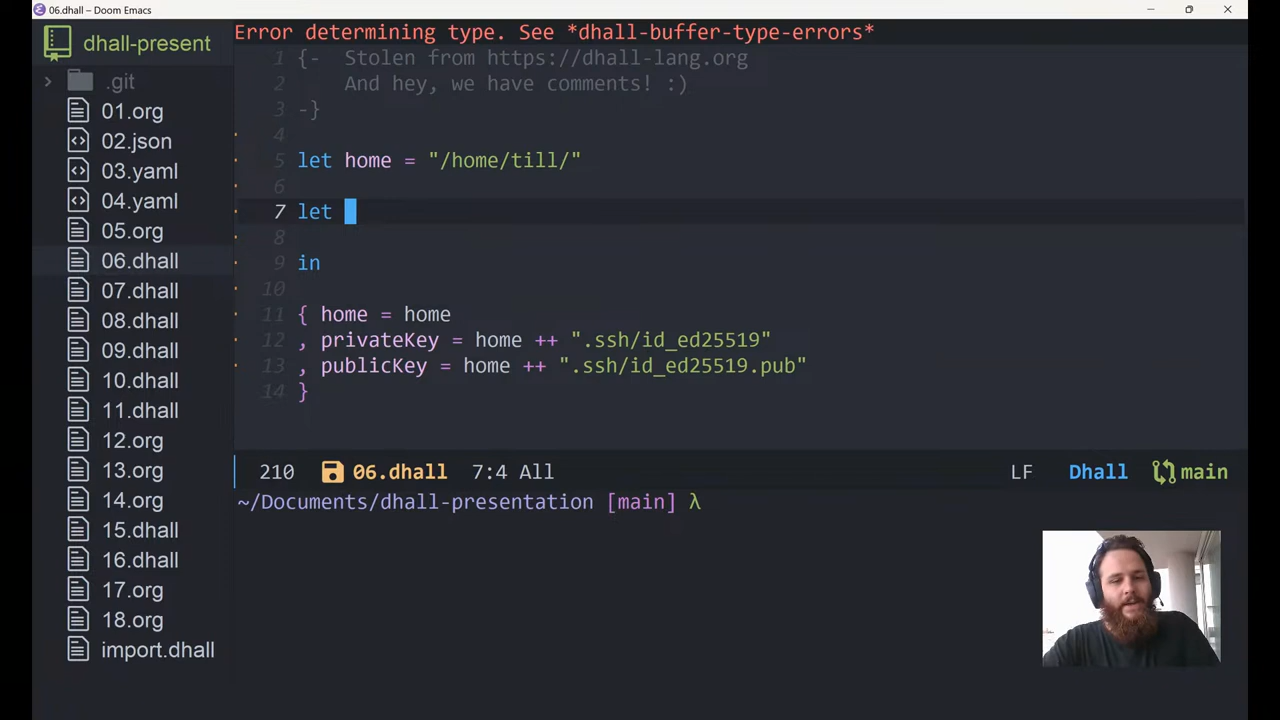 06.dhall – Doom Emacs
dhall-present
.git
01.org
02.json
03.yaml
04.yaml
05.org
06.dhall
07.dhall
08.dhall
09.dhall
10.dhall
11.dhall
12.org
13.org
14.org
15.dhall
16.dhall
17.org
18.org
import.dhall
Error determining type. See *dhall-buffer-type-errors*
1 {-  Stolen from https://dhall-lang.org
2     And hey, we have comments! :)
3 -}
4
5 let home = "/home/till/"
6
7 let
8
9 in
10
11 { home = home
12 , privateKey = home ++ ".ssh/id_ed25519"
13 , publicKey = home ++ ".ssh/id_ed25519.pub"
14 }
210 06.dhall 7:4 All LF Dhall main
~/Documents/dhall-presentation [main] λ